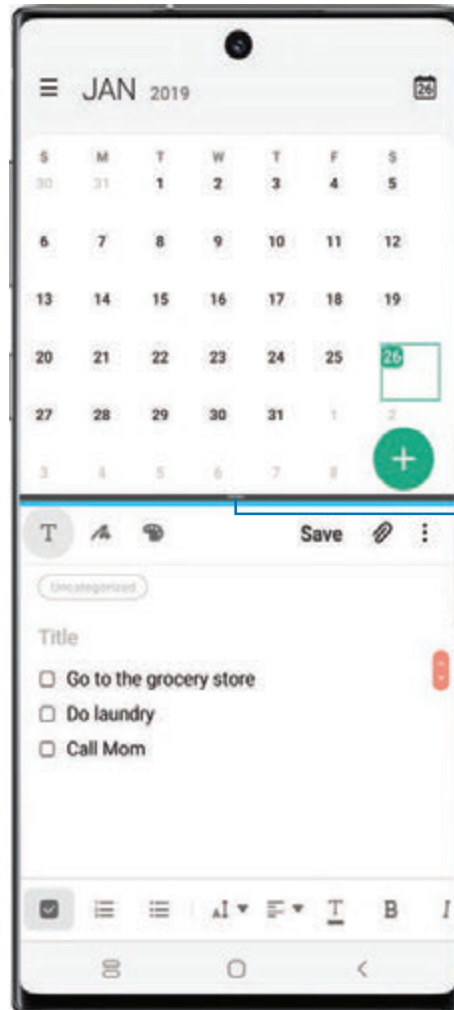 JAN 2019
26
S M T W T F S
30 31 1 2 3 4 5
6 7 8 9 10 11 12
13 14 15 16 17 18 19
20 21 22 23 24 25 26
27 28 29 30 31 1 2
3 4 5 6 7 8
+
T Save
Uncategorized
Title
Go to the grocery store
Do laundry
Call Mom
AI T B I